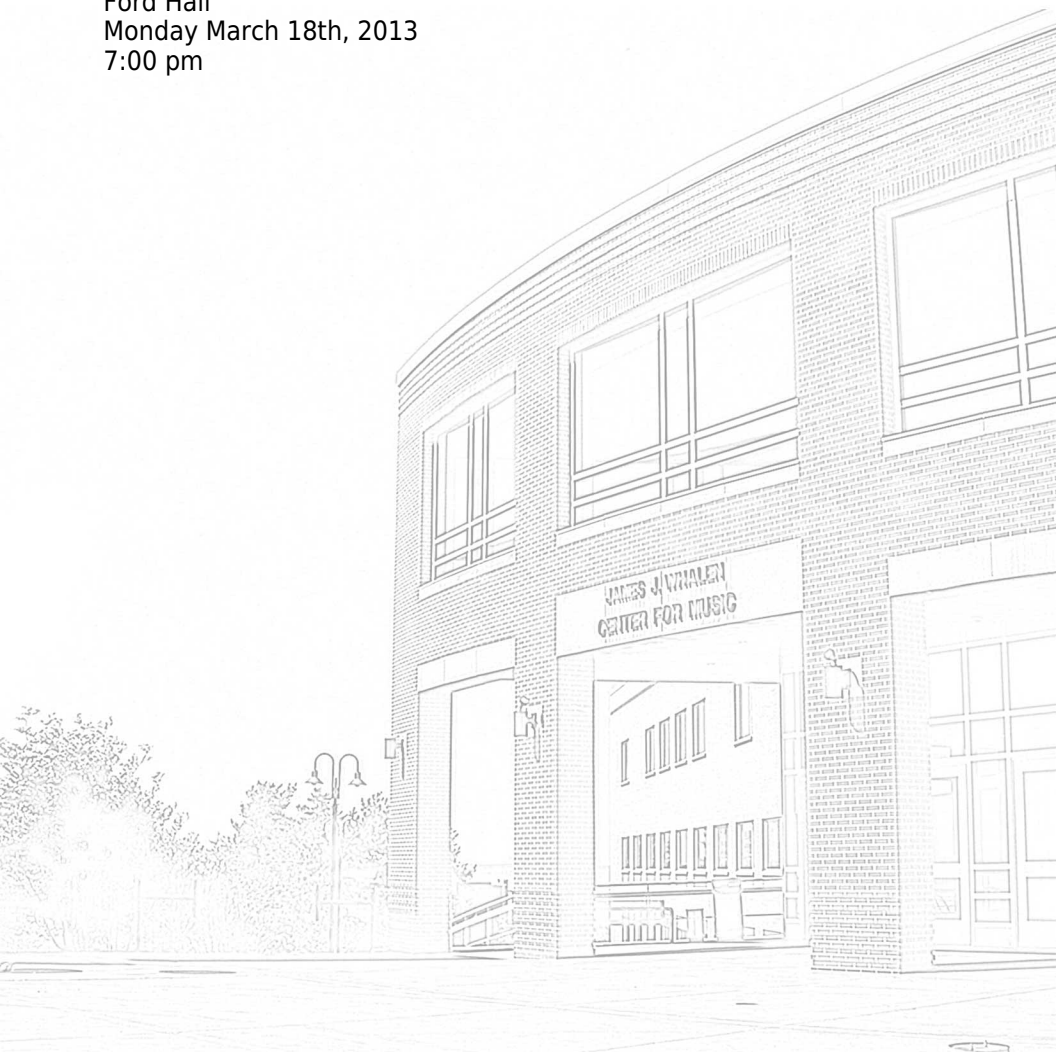 Ford Hall
Monday March 18th, 2013
7:00 pm
JAMES J. WHALEN
CENTER FOR MUSIC